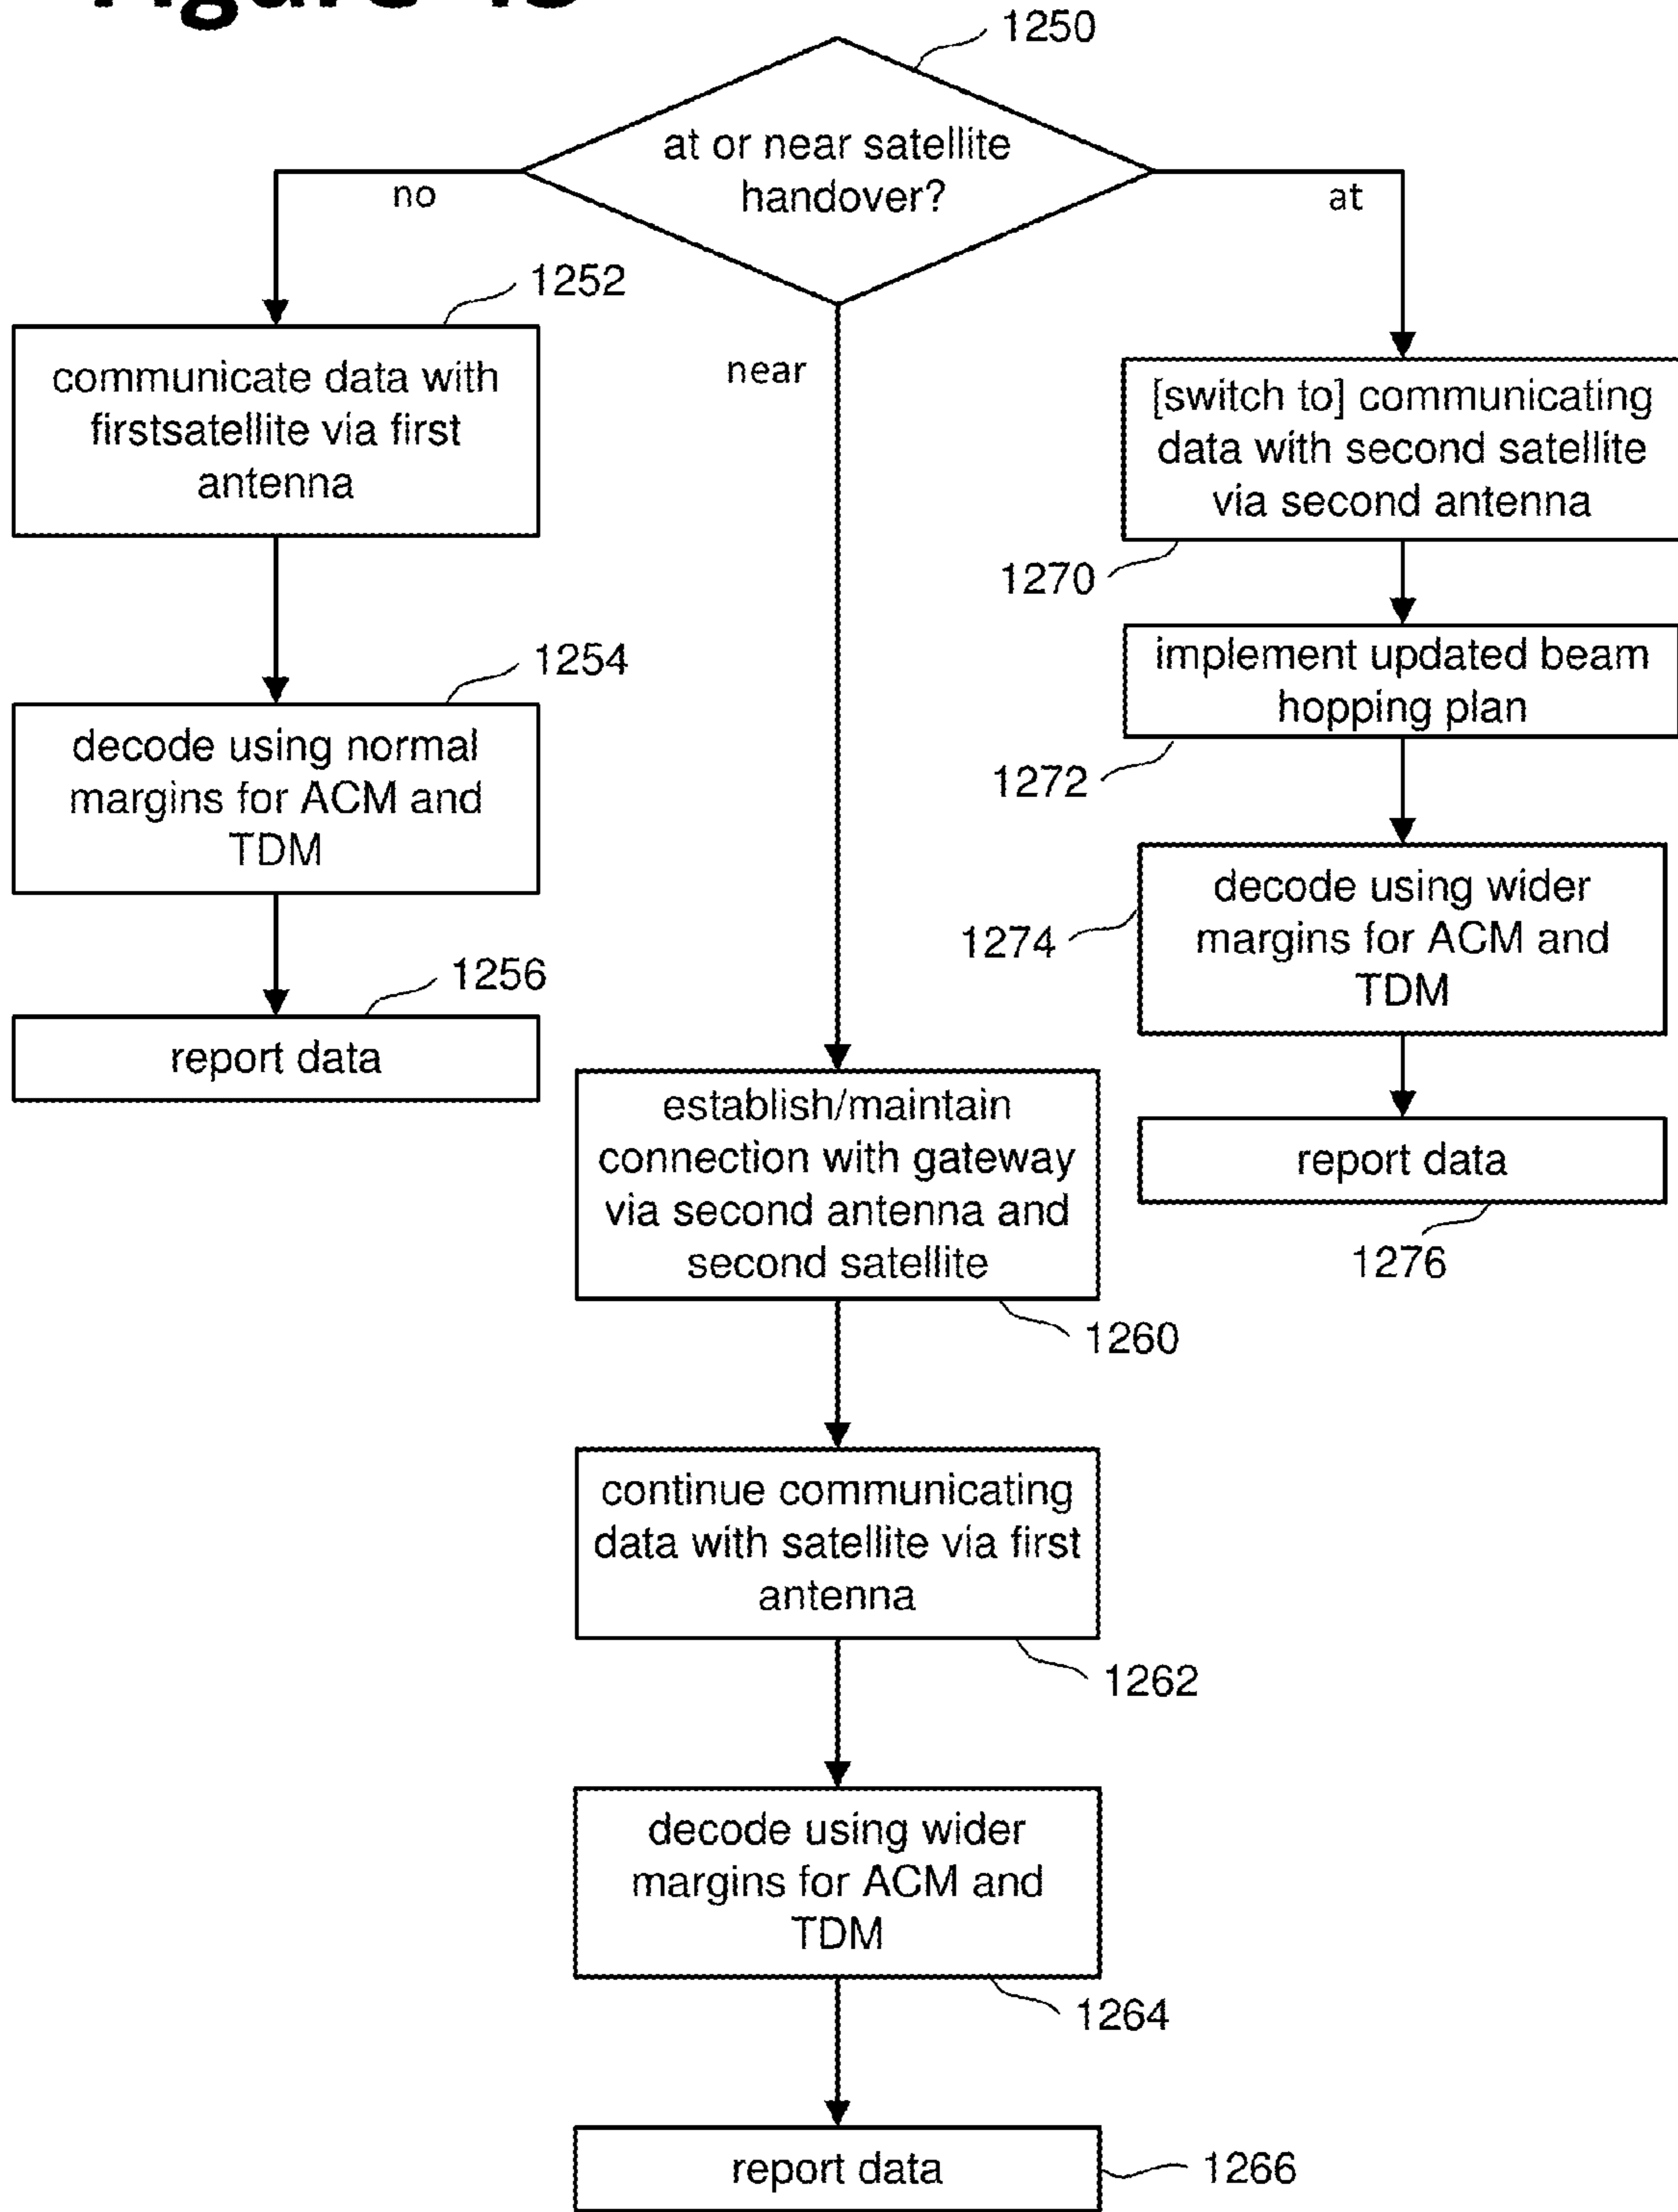 1250
at or near satellite
handover?
no
near
at
1252
communicate data with
firstsatellite via first
antenna
1254
decode using normal
margins for ACM and
TDM
1256
report data
establish/maintain
connection with gateway
via second antenna and
second satellite
1260
continue communicating
data with satellite via first
antenna
1262
decode using wider
margins for ACM and
TDM
1264
report data
1266
[switch to] communicating
data with second satellite
via second antenna
1270
implement updated beam
hopping plan
1272
decode using wider
margins for ACM and
TDM
1274
report data
1276